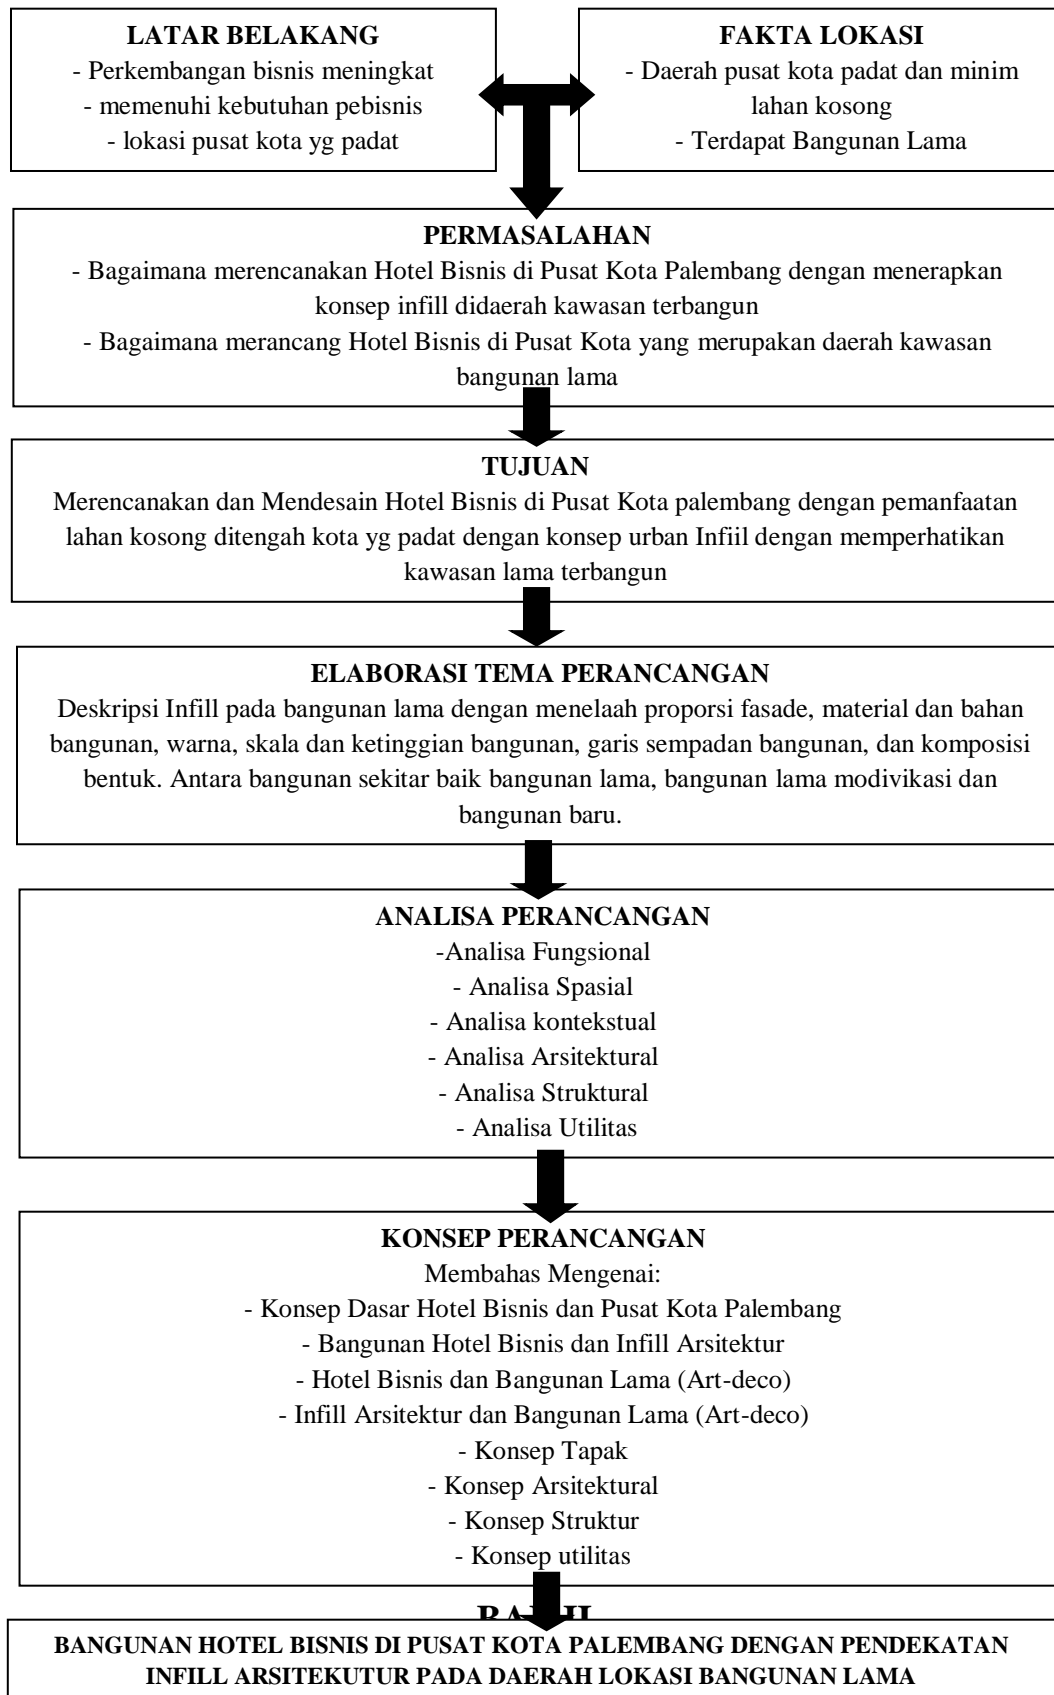 LATAR BELAKANG
- Perkembangan bisnis meningkat
- memenuhi kebutuhan pebisnis
- lokasi pusat kota yg padat
FAKTA LOKASI
- Daerah pusat kota padat dan minim
lahan kosong
- Terdapat Bangunan Lama
PERMASALAHAN
- Bagaimana merencanakan Hotel Bisnis di Pusat Kota Palembang dengan menerapkan
konsep infill didaerah kawasan terbangun
- Bagaimana merancang Hotel Bisnis di Pusat Kota yang merupakan daerah kawasan
bangunan lama
TUJUAN
Merencanakan dan Mendesain Hotel Bisnis di Pusat Kota palembang dengan pemanfaatan
lahan kosong ditengah kota yg padat dengan konsep urban Infiil dengan memperhatikan
kawasan lama terbangun
ELABORASI TEMA PERANCANGAN
Deskripsi Infill pada bangunan lama dengan menelaah proporsi fasade, material dan bahan
bangunan, warna, skala dan ketinggian bangunan, garis sempadan bangunan, dan komposisi
bentuk. Antara bangunan sekitar baik bangunan lama, bangunan lama modivikasi dan
bangunan baru.
ANALISA PERANCANGAN
-Analisa Fungsional
- Analisa Spasial
- Analisa kontekstual
- Analisa Arsitektural
- Analisa Struktural
- Analisa Utilitas
KONSEP PERANCANGAN
Membahas Mengenai:
- Konsep Dasar Hotel Bisnis dan Pusat Kota Palembang
- Bangunan Hotel Bisnis dan Infill Arsitektur
- Hotel Bisnis dan Bangunan Lama (Art-deco)
- Infill Arsitektur dan Bangunan Lama (Art-deco)
- Konsep Tapak
- Konsep Arsitektural
- Konsep Struktur
- Konsep utilitas
BANGUNAN HOTEL BISNIS DI PUSAT KOTA PALEMBANG DENGAN PENDEKATAN
INFILL ARSITEKUTUR PADA DAERAH LOKASI BANGUNAN LAMA